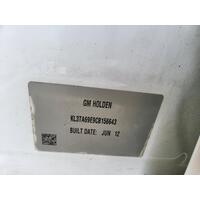 GM HOLDEN
KL3TA69E9CB156643
BUILT DATE: JUN 12